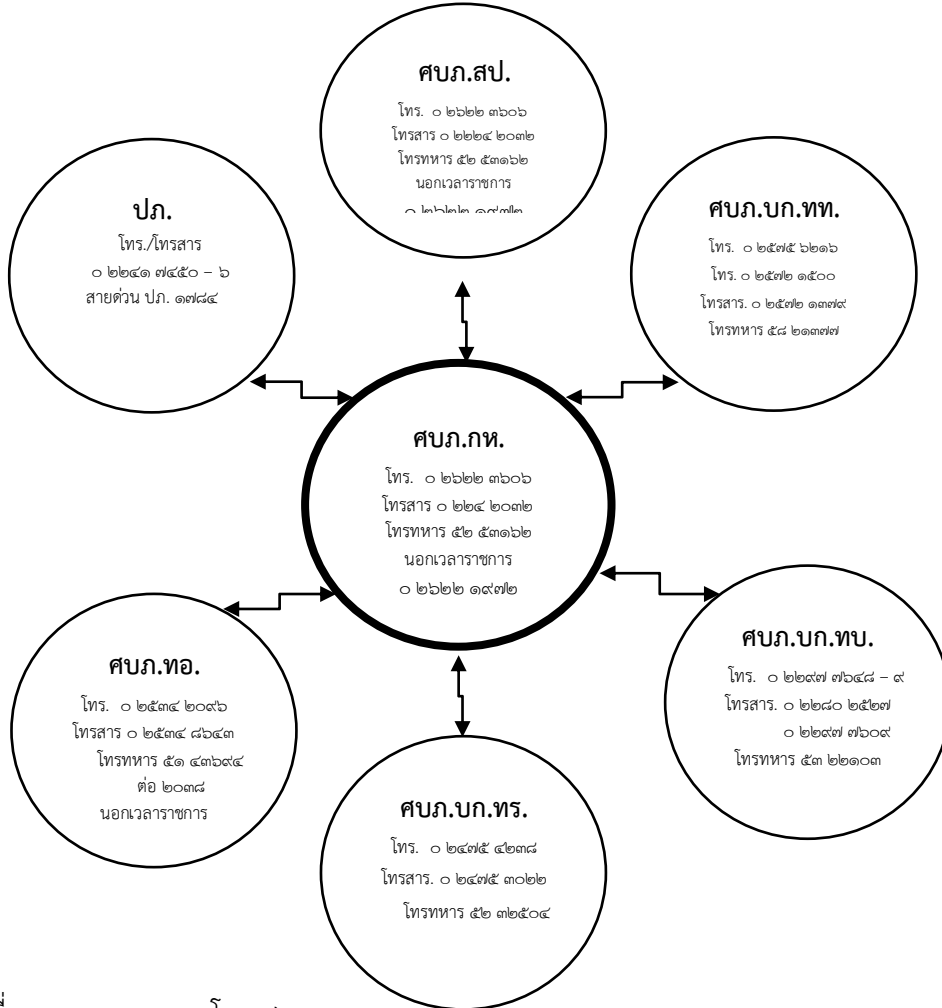 ศบภ.สป.
โทร. ๐ ๒๖๒๒ ๓๖๐๖
โทรสาร ๐ ๒๒๒๔ ๒๐๓๒
โทรทหาร ๕๒ ๕๓๑๖๒
นอกเวลาราชการ
๐ ๒๖๒๒ ๑๙๗๒
ปภ.
โทร./โทรสาร
๐ ๒๒๔๑ ๗๔๕๐ – ๖
สายด่วน ปภ. ๑๗๘๔
ศบภ.บก.ทท.
โทร. ๐ ๒๕๗๕ ๖๒๑๖
โทร. ๐ ๒๕๗๒ ๑๕๐๐
โทรสาร. ๐ ๒๕๗๒ ๑๓๗๙
โทรทหาร ๕๘ ๒๑๓๗๗
ศบภ.กห.
โทร. ๐ ๒๖๒๒ ๓๖๐๖
โทรสาร ๐ ๒๒๔ ๒๐๓๒
โทรทหาร ๕๒ ๕๓๑๖๒
นอกเวลาราชการ
๐ ๒๖๒๒ ๑๙๗๒
ศบภ.ทอ.
โทร. ๐ ๒๕๓๔ ๒๐๙๖
โทรสาร ๐ ๒๕๓๔ ๘๖๔๓
โทรทหาร ๕๑ ๔๓๖๙๔
ต่อ ๒๐๓๘
นอกเวลาราชการ
ศบภ.บก.ทบ.
โทร. ๐ ๒๒๙๗ ๗๖๔๘ – ๙
โทรสาร. ๐ ๒๒๘๐ ๒๕๒๗
๐ ๒๒๙๗ ๗๖๐๙
โทรทหาร ๕๓ ๒๒๑๐๓
ศบภ.บก.ทร.
โทร. ๐ ๒๔๗๕ ๔๒๓๘
โทรสาร. ๐ ๒๔๗๕ ๓๐๒๒
โทรทหาร ๕๒ ๓๒๕๐๔